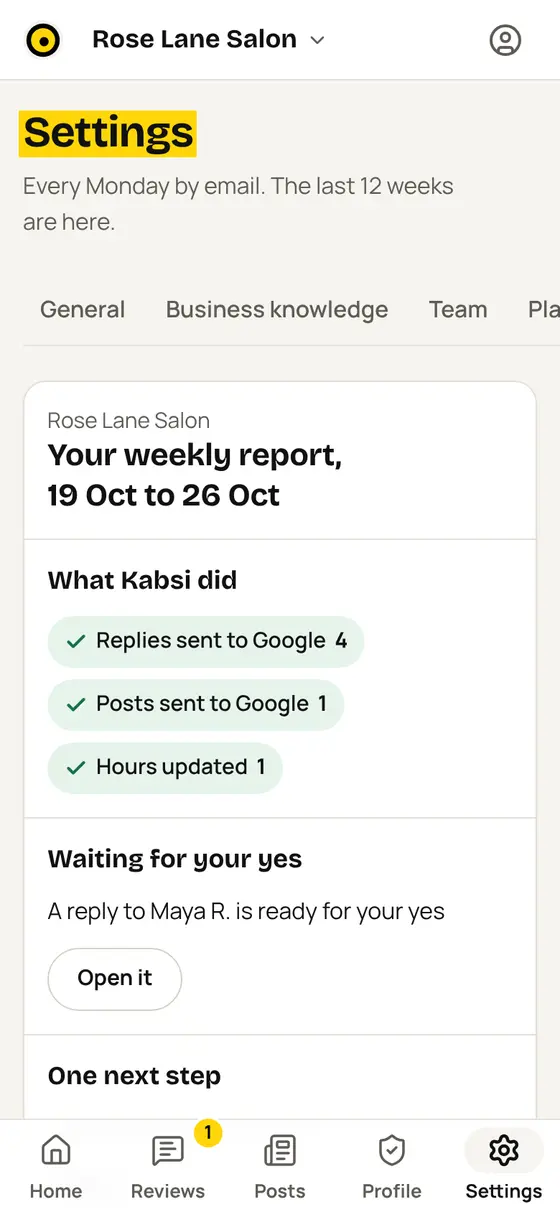 Rose Lane Salon
Settings
Every Monday by email. The last 12 weeks
are here.
General Business knowledge Team Pla
Rose Lane Salon
Your weekly report,
19 Oct to 26 Oct
What Kabsi did
Replies sent to Google 4
Posts sent to Google 1
Hours updated 1
Waiting for your yes
A reply to Maya R. is ready for your yes
Open it
One next step
1
Home Reviews Posts Profile Settings